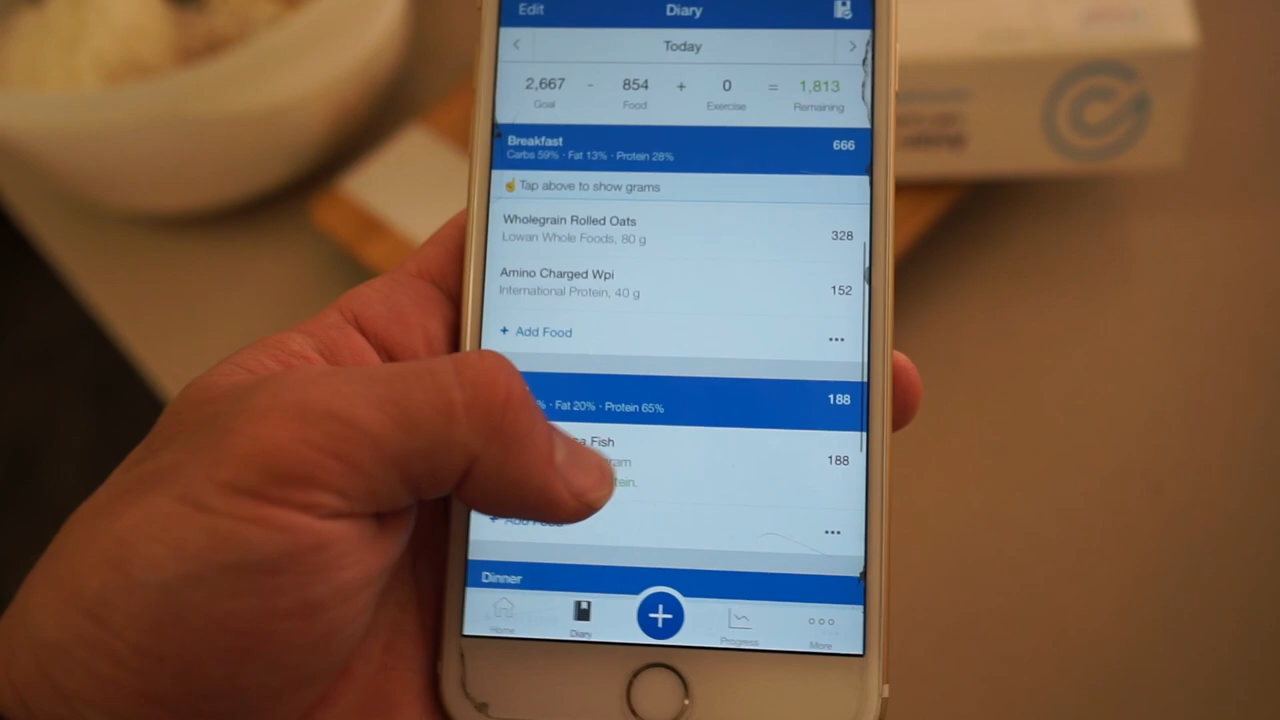 Edit Diary
Today
2,667 - 854 + 0 = 1,813
Goal Food Exercise Remaining
Breakfast 666
Carbs 59% · Fat 13% · Protein 28%
Tap above to show grams
Wholegrain Rolled Oats
Lowan Whole Foods, 80 g 328
Amino Charged Wpi
International Protein, 40 g 152
+ Add Food
188
% · Fat 20% · Protein 65%
Fish
188
+ Add Food
Dinner
Home Diary Progress More